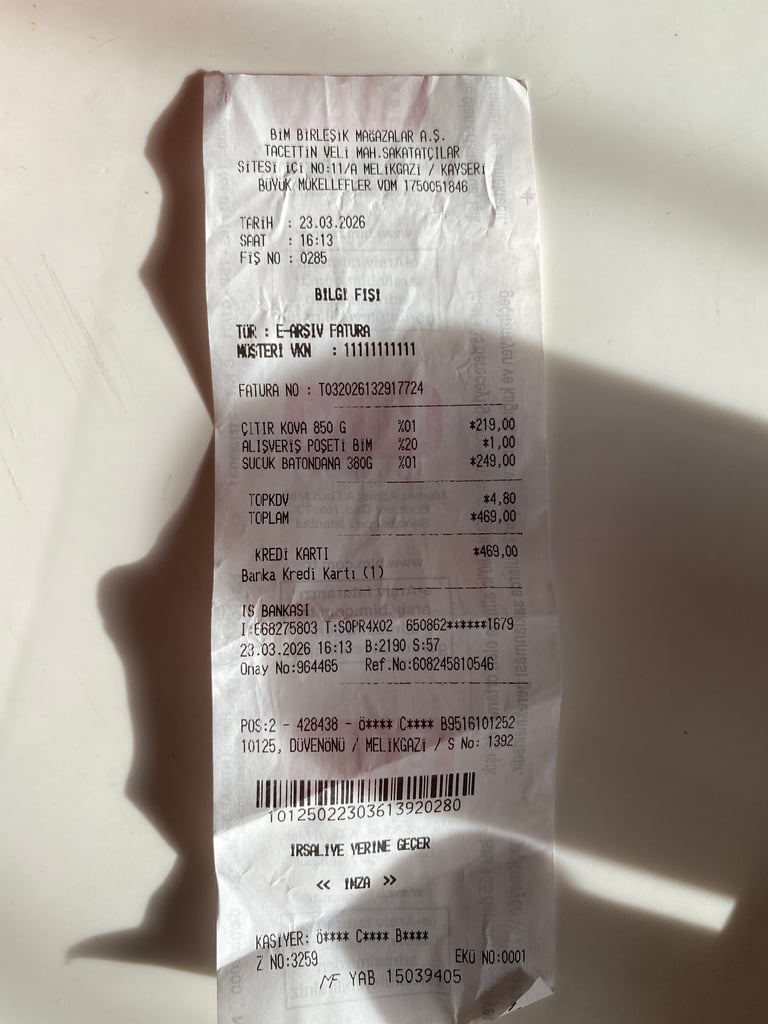 BİM BİRLEŞİK MAĞAZALAR A.Ş.
TACETTİN VELİ MAH.SAKATATÇILAR
SİTESİ İÇİ NO:11/A MELİKGAZİ / KAYSERİ
BÜYÜK MÜKELLEFLER VDM 1750051846
TARİH : 23.03.2026
SAAT : 16:13
FİŞ NO : 0285
BİLGİ FİŞİ
TÜR : E-ARŞİV FATURA
MÜŞTERİ VKN : 11111111111
FATURA NO : T032026132917724
ÇITIR KOVA 850 G %01 *219,00
ALIŞVERİŞ POŞETİ BİM %20 *1,00
SUCUK BATONDANA 380G %01 *249,00
TOPKDV *4,80
TOPLAM *469,00
KREDİ KARTI *469,00
Banka Kredi Kartı (1)
İŞ BANKASI
I:E68275803 T:SOPR4X02 650862******1679
23.03.2026 16:13 B:2190 S:57
Onay No:964465 Ref.No:608245810546
POS:2 - 428438 - Ö**** C**** B9516101252
10125, DÜVENÖNÜ / MELİKGAZİ / S No: 1392
10125022303613920280
İRSALİYE YERİNE GEÇER
<< İMZA >>
KASİYER: Ö**** C**** B****
Z NO:3259 EKÜ NO:0001
MF YAB 15039405